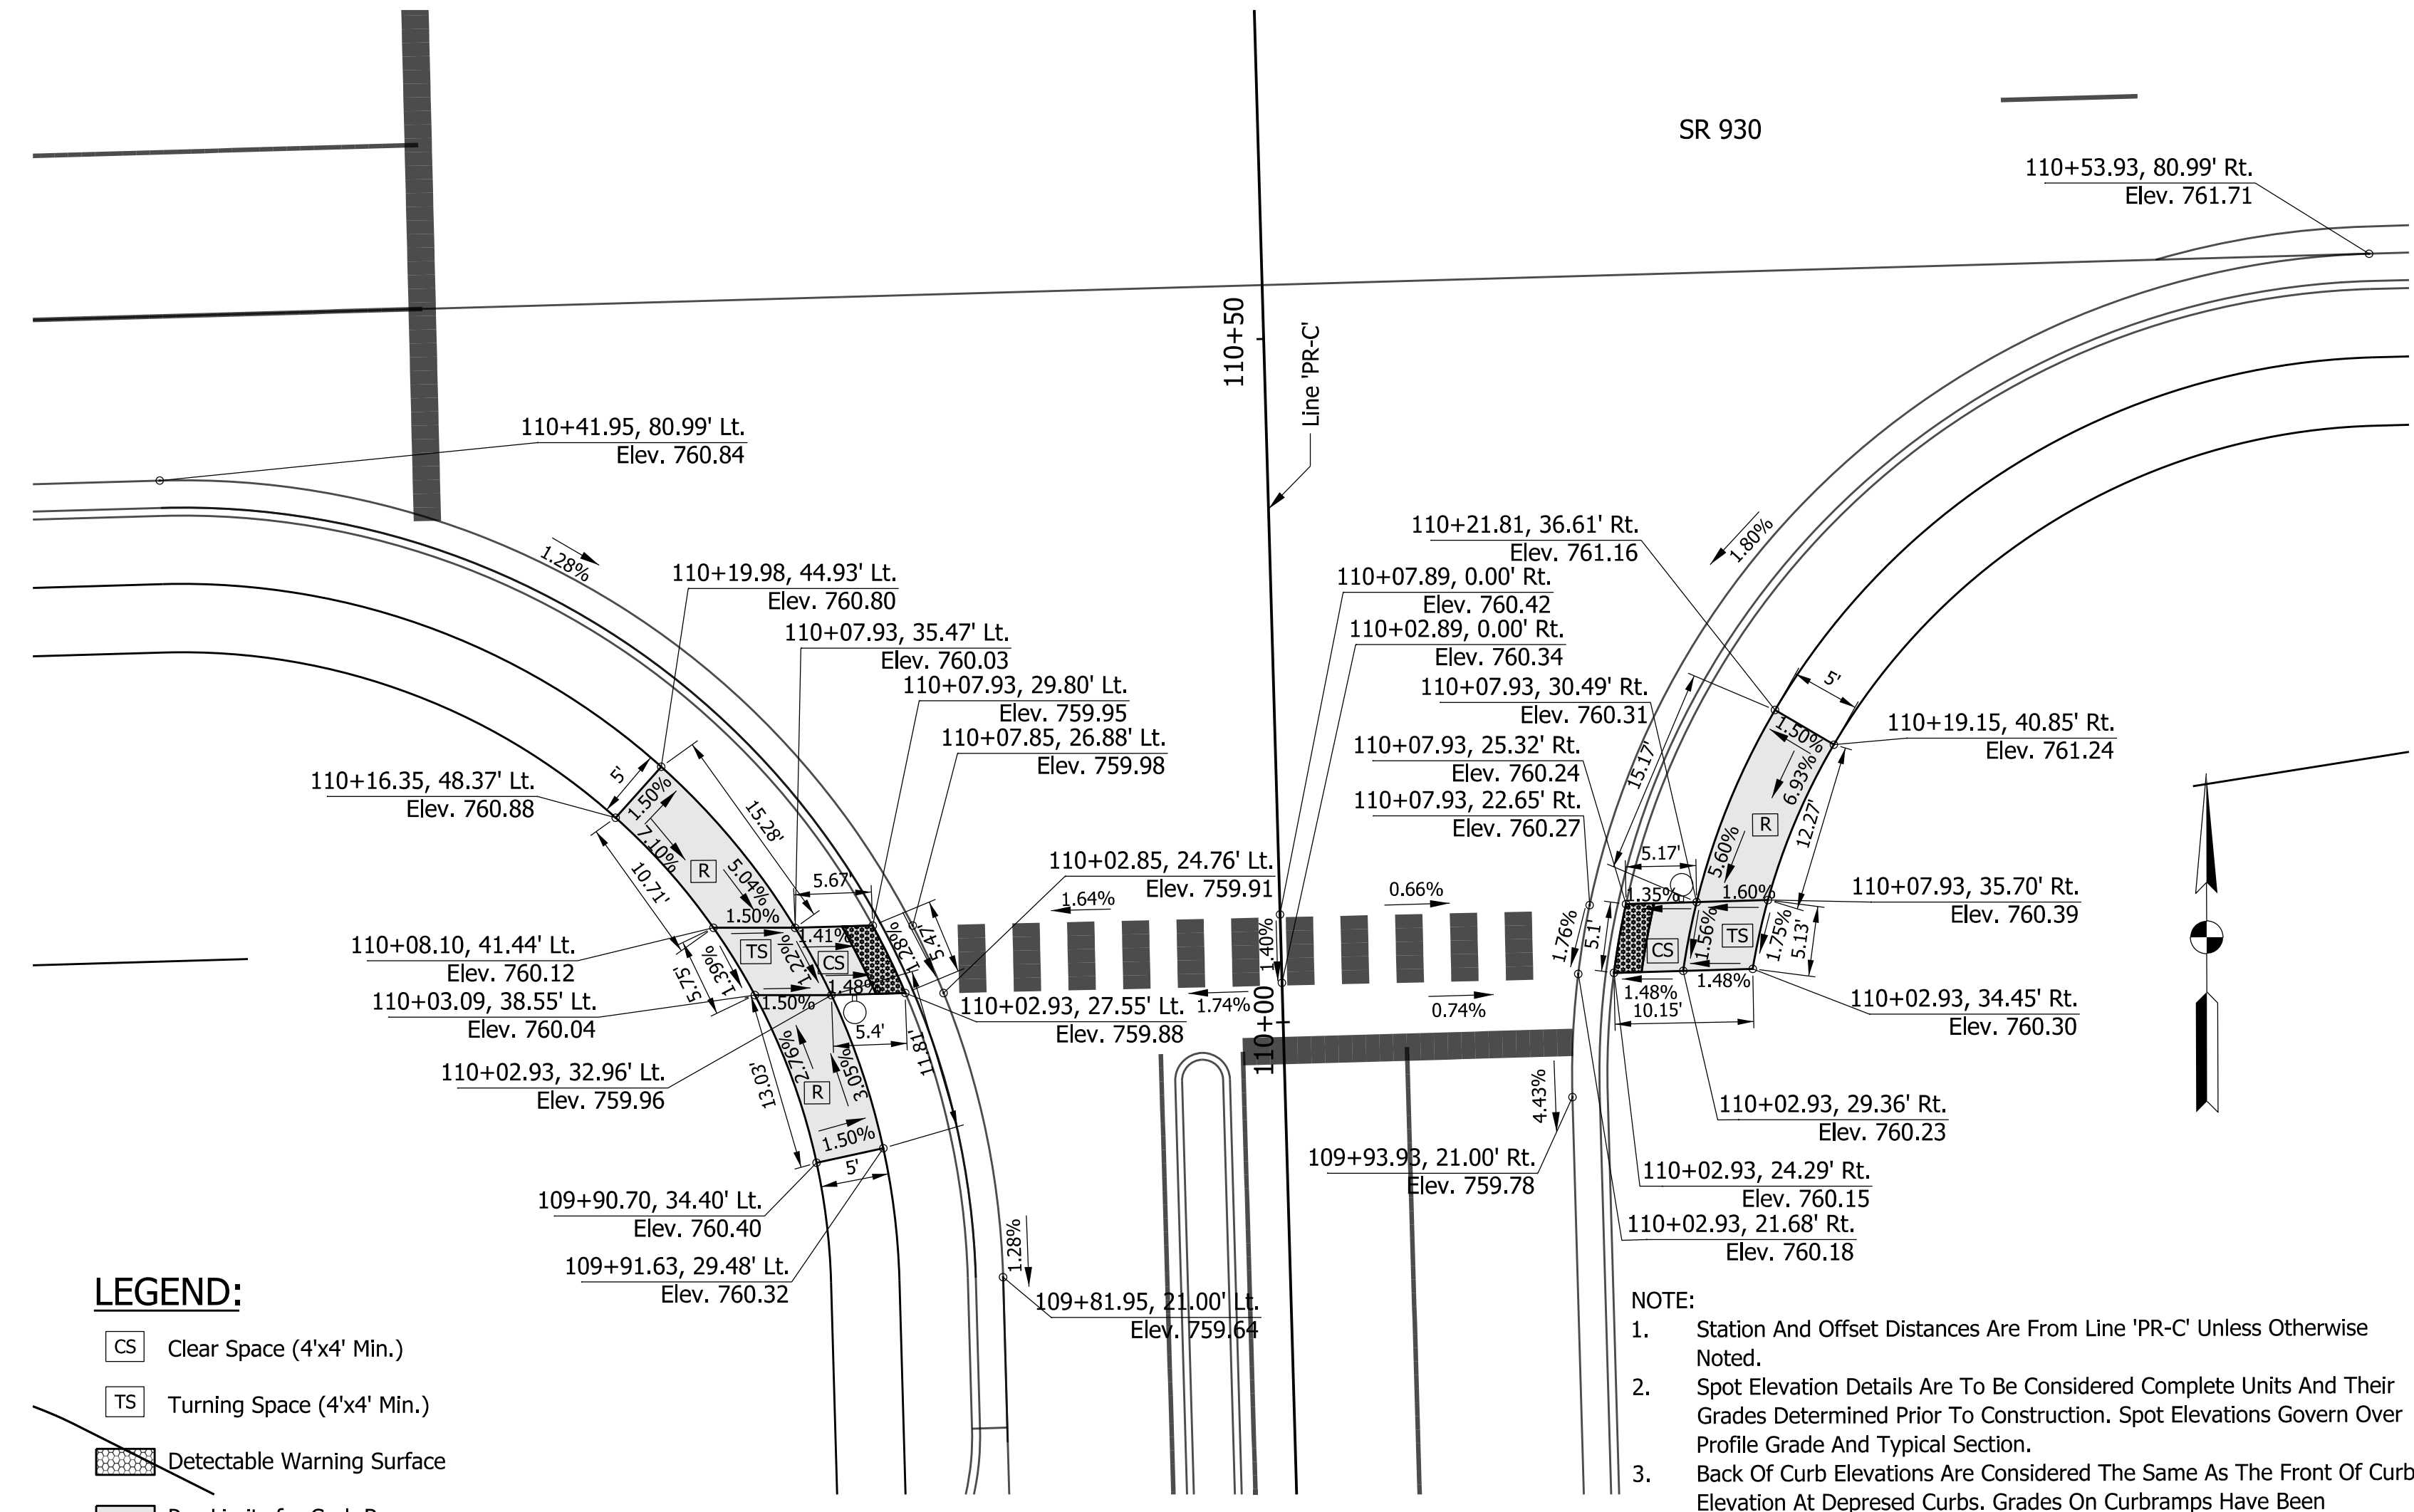 SR 930
110+53.93, 80.99' Rt.
Elev. 761.71
110+50
Line 'PR-C'
110+41.95, 80.99' Lt.
Elev. 760.84
1.28%
110+19.98, 44.93' Lt.
Elev. 760.80
110+07.93, 35.47' Lt.
Elev. 760.03
110+07.93, 29.80' Lt.
Elev. 759.95
110+07.85, 26.88' Lt.
Elev. 759.98
110+16.35, 48.37' Lt.
Elev. 760.88
110+02.85, 24.76' Lt.
Elev. 759.91
110+08.10, 41.44' Lt.
Elev. 760.12
110+03.09, 38.55' Lt.
Elev. 760.04
110+02.93, 32.96' Lt.
Elev. 759.96
110+02.93, 27.55' Lt.
Elev. 759.88
109+90.70, 34.40' Lt.
Elev. 760.40
109+91.63, 29.48' Lt.
Elev. 760.32
109+81.95, 21.00' Lt.
Elev. 759.64
5'
1.50%
7.10%
15.28'
10.71'
R
5.04%
5.67'
1.50%
1.41%
TS
1.22%
CS
1.39%
5.75'
1.28%
5.47'
1.50%
1.48%
5.4'
11.81'
2.76%
3.05%
13.03'
R
1.50%
5'
1.28%
1.64%
0.66%
1.40%
1.74%
0.74%
110+00
110+21.81, 36.61' Rt.
Elev. 761.16
110+07.89, 0.00' Rt.
Elev. 760.42
110+02.89, 0.00' Rt.
Elev. 760.34
110+07.93, 30.49' Rt.
Elev. 760.31
110+07.93, 25.32' Rt.
Elev. 760.24
110+07.93, 22.65' Rt.
Elev. 760.27
1.80%
5'
110+19.15, 40.85' Rt.
Elev. 761.24
15.17'
1.50%
6.93%
R
5.60%
12.27'
5.17'
1.35%
1.60%
1.76%
5.1'
CS
1.56%
TS
1.75%
5.13'
1.48%
1.48%
10.15'
110+07.93, 35.70' Rt.
Elev. 760.39
110+02.93, 34.45' Rt.
Elev. 760.30
4.43%
110+02.93, 29.36' Rt.
Elev. 760.23
109+93.93, 21.00' Rt.
Elev. 759.78
110+02.93, 24.29' Rt.
Elev. 760.15
110+02.93, 21.68' Rt.
Elev. 760.18
LEGEND:
CS Clear Space (4'x4' Min.)
TS Turning Space (4'x4' Min.)
Detectable Warning Surface
NOTE:
1. Station And Offset Distances Are From Line 'PR-C' Unless Otherwise
Noted.
2. Spot Elevation Details Are To Be Considered Complete Units And Their
Grades Determined Prior To Construction. Spot Elevations Govern Over
Profile Grade And Typical Section.
3. Back Of Curb Elevations Are Considered The Same As The Front Of Curb
Elevation At Depresed Curbs. Grades On Curbramps Have Been